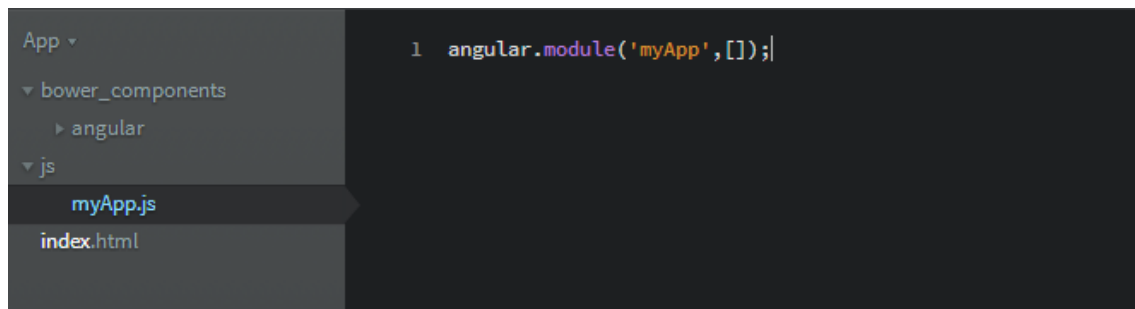 App
bower_components
angular
js
myApp.js
index.html
1 angular.module('myApp',[]);